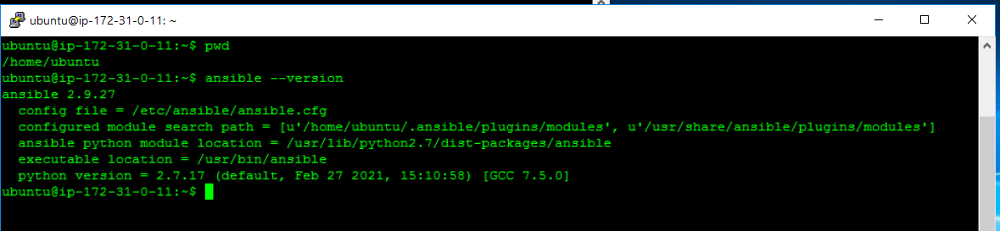 ubuntu@ip-172-31-0-11: ~
ubuntu@ip-172-31-0-11:~$ pwd
/home/ubuntu
ubuntu@ip-172-31-0-11:~$ ansible --version
ansible 2.9.27
  config file = /etc/ansible/ansible.cfg
  configured module search path = [u'/home/ubuntu/.ansible/plugins/modules', u'/usr/share/ansible/plugins/modules']
  ansible python module location = /usr/lib/python2.7/dist-packages/ansible
  executable location = /usr/bin/ansible
  python version = 2.7.17 (default, Feb 27 2021, 15:10:58) [GCC 7.5.0]
ubuntu@ip-172-31-0-11:~$